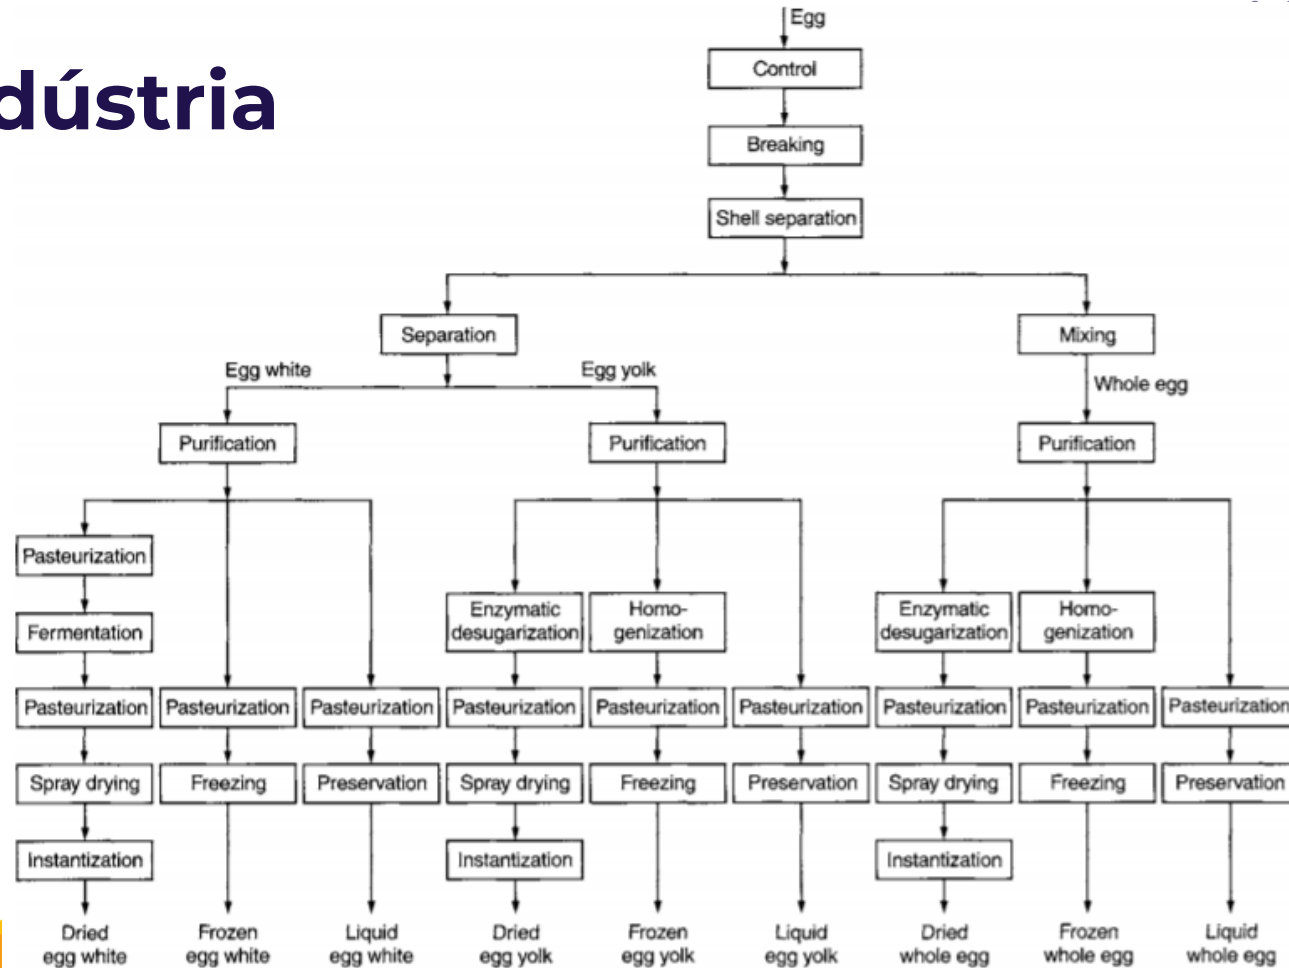 Egg
dústria
Control
Breaking
Shell separation
Separation
Mixing
Egg white
Egg yolk
Whole egg
Purification
Purification
Purification
Pasteurization
Fermentation
Enzymatic
desugarization
Homo-
genization
Enzymatic
desugarization
Homo-
genization
Pasteurization
Pasteurization
Pasteurization
Pasteurization
Pasteurization
Pasteurization
Pasteurization
Pasteurization
Pasteurization
Spray drying
Freezing
Preservation
Spray drying
Freezing
Preservation
Spray drying
Freezing
Preservation
Instantization
Instantization
Instantization
Dried
egg white
Frozen
egg white
Liquid
egg white
Dried
egg yolk
Frozen
egg yolk
Liquid
egg yolk
Dried
whole egg
Frozen
whole egg
Liquid
whole egg